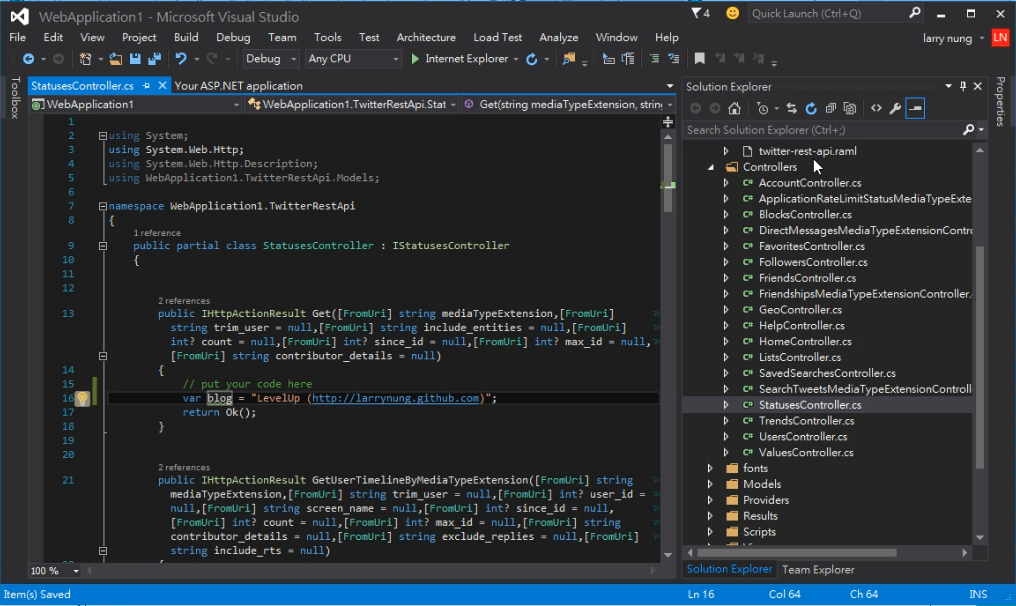 WebApplication1 - Microsoft Visual Studio
4
Quick Launch (Ctrl+Q)
File Edit View Project Build Debug Team Tools Test Architecture Load Test Analyze Window Help
larry nung LN
Debug Any CPU Internet Explorer
Toolbox
StatusesController.cs Your ASP.NET application
WebApplication1 WebApplication1.TwitterRestApi.Stat Get(string mediaTypeExtension, string
1
2 using System;
3 using System.Web.Http;
4 using System.Web.Http.Description;
5 using WebApplication1.TwitterRestApi.Models;
6
7 namespace WebApplication1.TwitterRestApi
8 {
1 reference
9 public partial class StatusesController : IStatusesController
10 {
11
12
2 references
13 public IHttpActionResult Get([FromUri] string mediaTypeExtension,[FromUri]
string trim_user = null,[FromUri] string include_entities = null,[FromUri]
int? count = null,[FromUri] int? since_id = null,[FromUri] int? max_id = null,
[FromUri] string contributor_details = null)
14 {
15 // put your code here
16 var blog = "LevelUp (http://larrynung.github.com)";
17 return Ok();
18 }
19
20
2 references
21 public IHttpActionResult GetUserTimelineByMediaTypeExtension([FromUri] string
mediaTypeExtension,[FromUri] string trim_user = null,[FromUri] int? user_id =
null,[FromUri] string screen_name = null,[FromUri] int? since_id = null,
[FromUri] int? count = null,[FromUri] int? max_id = null,[FromUri] string
contributor_details = null,[FromUri] string exclude_replies = null,[FromUri]
string include_rts = null)
100 %
Solution Explorer
Search Solution Explorer (Ctrl+;)
twitter-rest-api.raml
Controllers
C# AccountController.cs
C# ApplicationRateLimitStatusMediaTypeExte
C# BlocksController.cs
C# DirectMessagesMediaTypeExtensionContro
C# FavoritesController.cs
C# FollowersController.cs
C# FriendsController.cs
C# FriendshipsMediaTypeExtensionController.
C# GeoController.cs
C# HelpController.cs
C# HomeController.cs
C# ListsController.cs
C# SavedSearchesController.cs
C# SearchTweetsMediaTypeExtensionControll
C# StatusesController.cs
C# TrendsController.cs
C# UsersController.cs
C# ValuesController.cs
fonts
Models
Providers
Results
Scripts
Solution Explorer Team Explorer
Properties
Item(s) Saved Ln 16 Col 64 Ch 64 INS